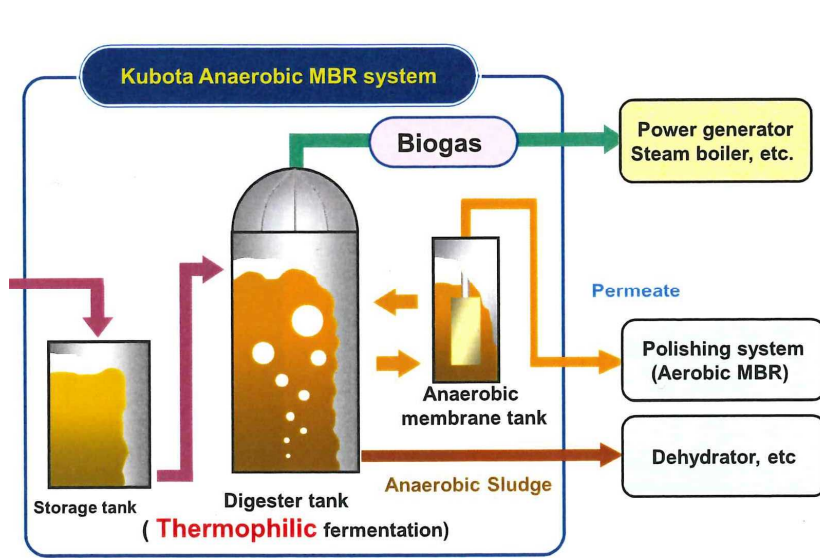 Kubota Anaerobic MBR system
Biogas
Power generator
Steam boiler, etc.
Permeate
Polishing system
(Aerobic MBR)
Anaerobic
membrane tank
Dehydrator, etc
Anaerobic Sludge
Storage tank
Digester tank
( Thermophilic fermentation)